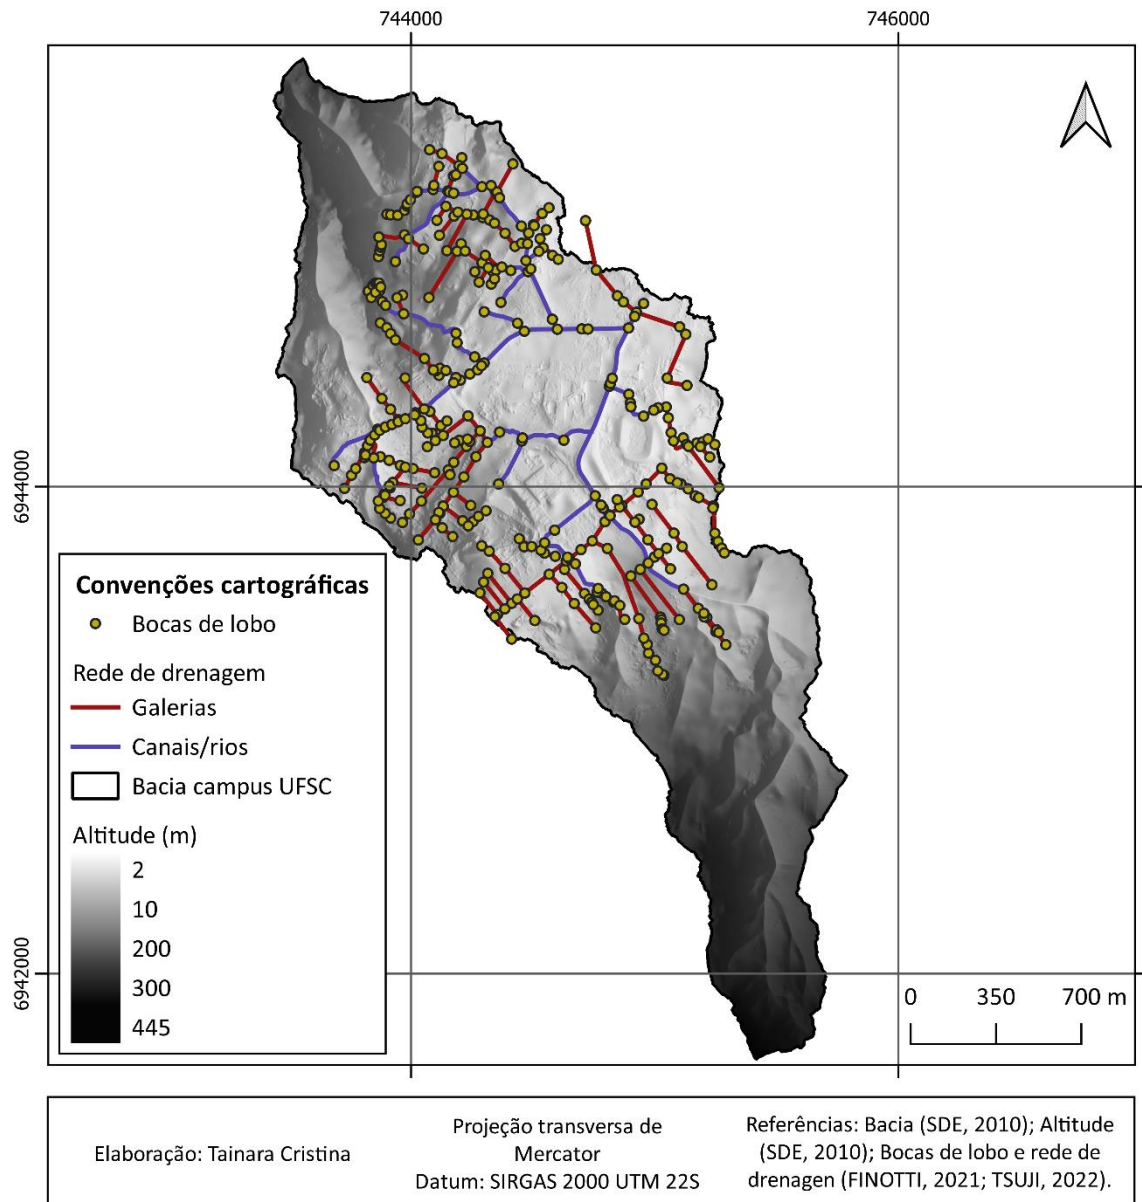 744000
746000
6944000
6942000
Convenções cartográficas
Bocas de lobo
Rede de drenagem
Galerias
Canais/rios
Bacia campus UFSC
Altitude (m)
2
10
200
300
445
0 350 700 m
Elaboração: Tainara Cristina
Projeção transversa de
Mercator
Datum: SIRGAS 2000 UTM 22S
Referências: Bacia (SDE, 2010); Altitude
(SDE, 2010); Bocas de lobo e rede de
drenagen (FINOTTI, 2021; TSUJI, 2022).